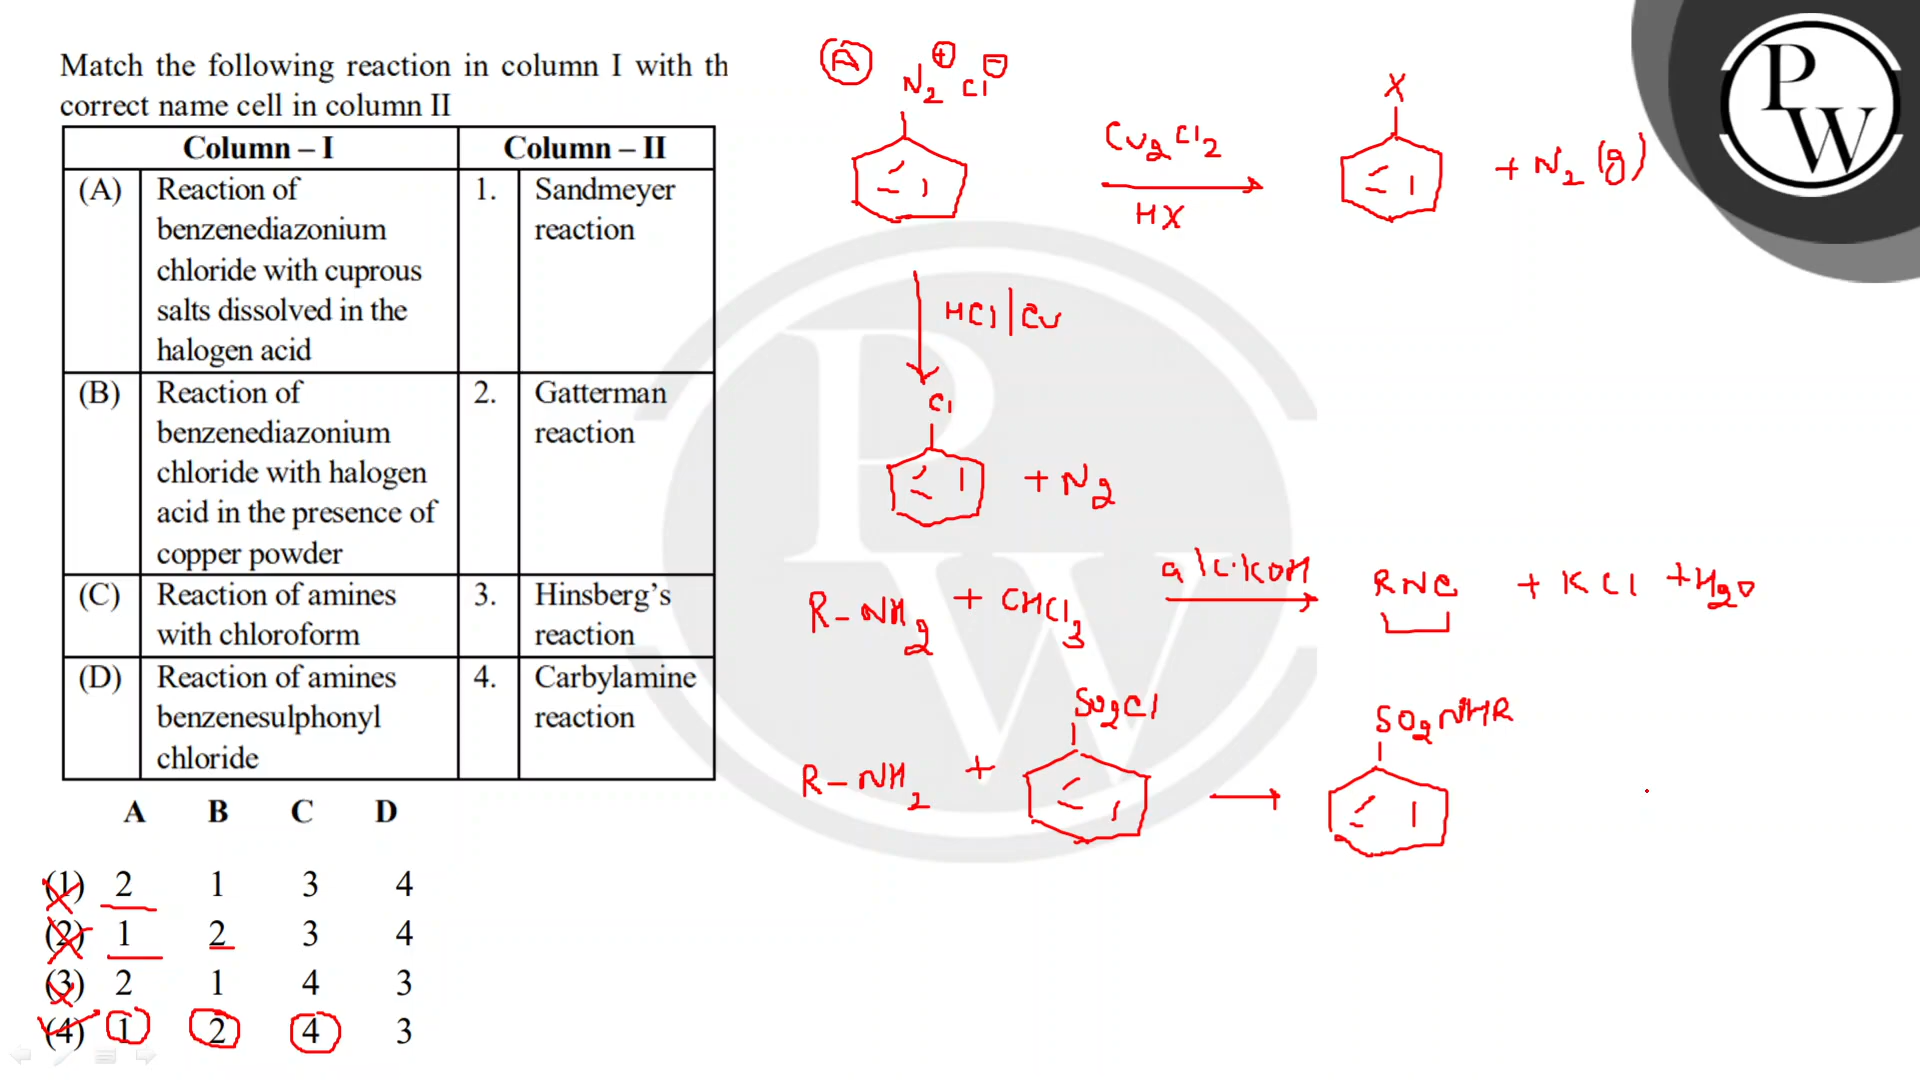 Match the following reaction in column I with th
correct name cell in column II
Column – I Column – II
(A) Reaction of benzenediazonium chloride with cuprous salts dissolved in the halogen acid 1. Sandmeyer reaction
(B) Reaction of benzenediazonium chloride with halogen acid in the presence of copper powder 2. Gatterman reaction
(C) Reaction of amines with chloroform 3. Hinsberg's reaction
(D) Reaction of amines benzenesulphonyl chloride 4. Carbylamine reaction
A B C D
(1) 2 1 3 4
(2) 1 2 3 4
(3) 2 1 4 3
(4) 1 2 4 3
A
N2 ⊕ Cl ⊖
Cu2Cl2
HX
X
+ N2 (g)
HCl | Cu
Cl
+ N2
R – NH2 + CHCl3 alc. KOH RNC + KCl + H2O
SO2Cl
SO2NHR
R – NH2 +
PW
PW